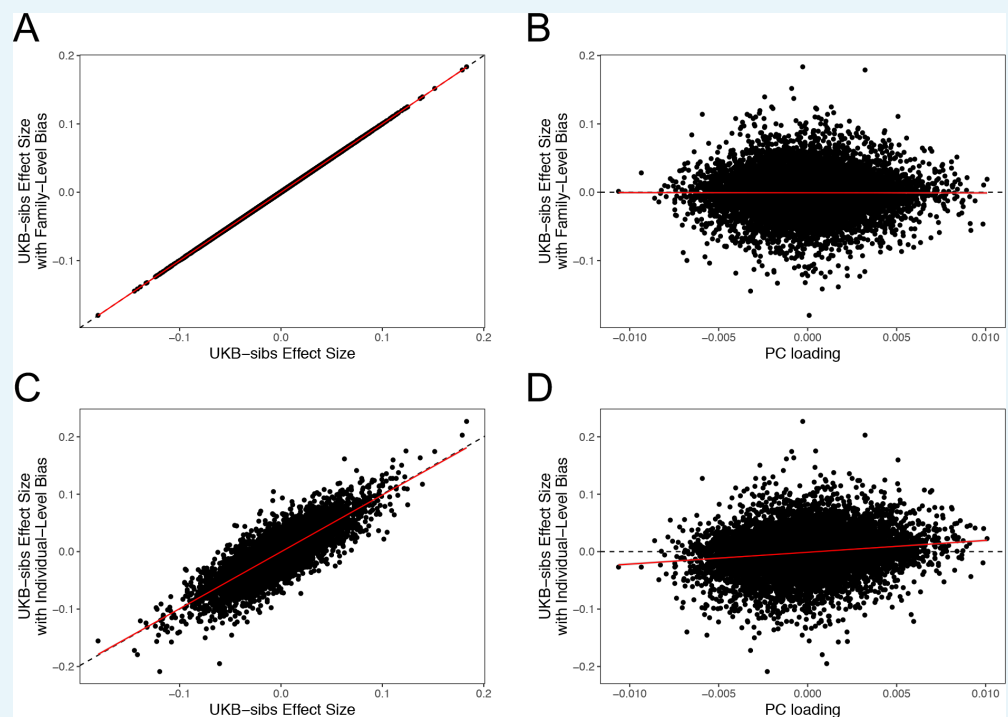 A
UKB−sibs Effect Size
with Family−Level Bias
0.2
0.1
0.0
−0.1
−0.1
0.0
0.1
0.2
UKB−sibs Effect Size
B
UKB−sibs Effect Size
with Family−Level Bias
0.2
0.1
0.0
−0.1
−0.010
−0.005
0.000
0.005
0.010
PC loading
C
UKB−sibs Effect Size
with Individual−Level Bias
0.2
0.1
0.0
−0.1
−0.2
−0.1
0.0
0.1
0.2
UKB−sibs Effect Size
D
UKB−sibs Effect Size
with Individual−Level Bias
0.2
0.1
0.0
−0.1
−0.2
−0.010
−0.005
0.000
0.005
0.010
PC loading